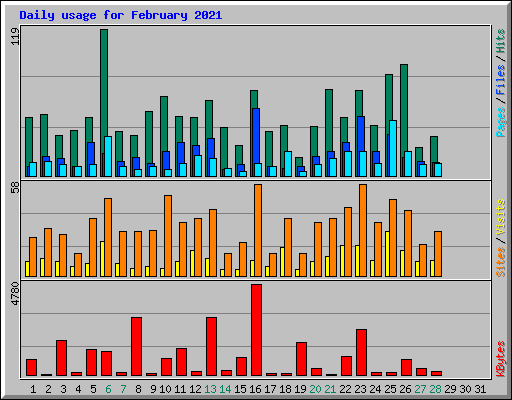 Daily usage for February 2021
119
Pages / Files / Hits
58
Sites / Visits
4780
KBytes
1 2 3 4 5 6 7 8 9 10 11 12 13 14 15 16 17 18 19 20 21 22 23 24 25 26 27 28 29 30 31